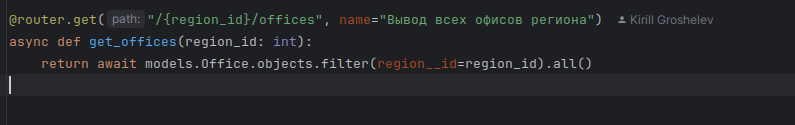 @router.get(path: "/{region_id}/offices", name="Вывод всех офисов региона") Kirill Groshelev
async def get_offices(region_id: int):
    return await models.Office.objects.filter(region__id=region_id).all()